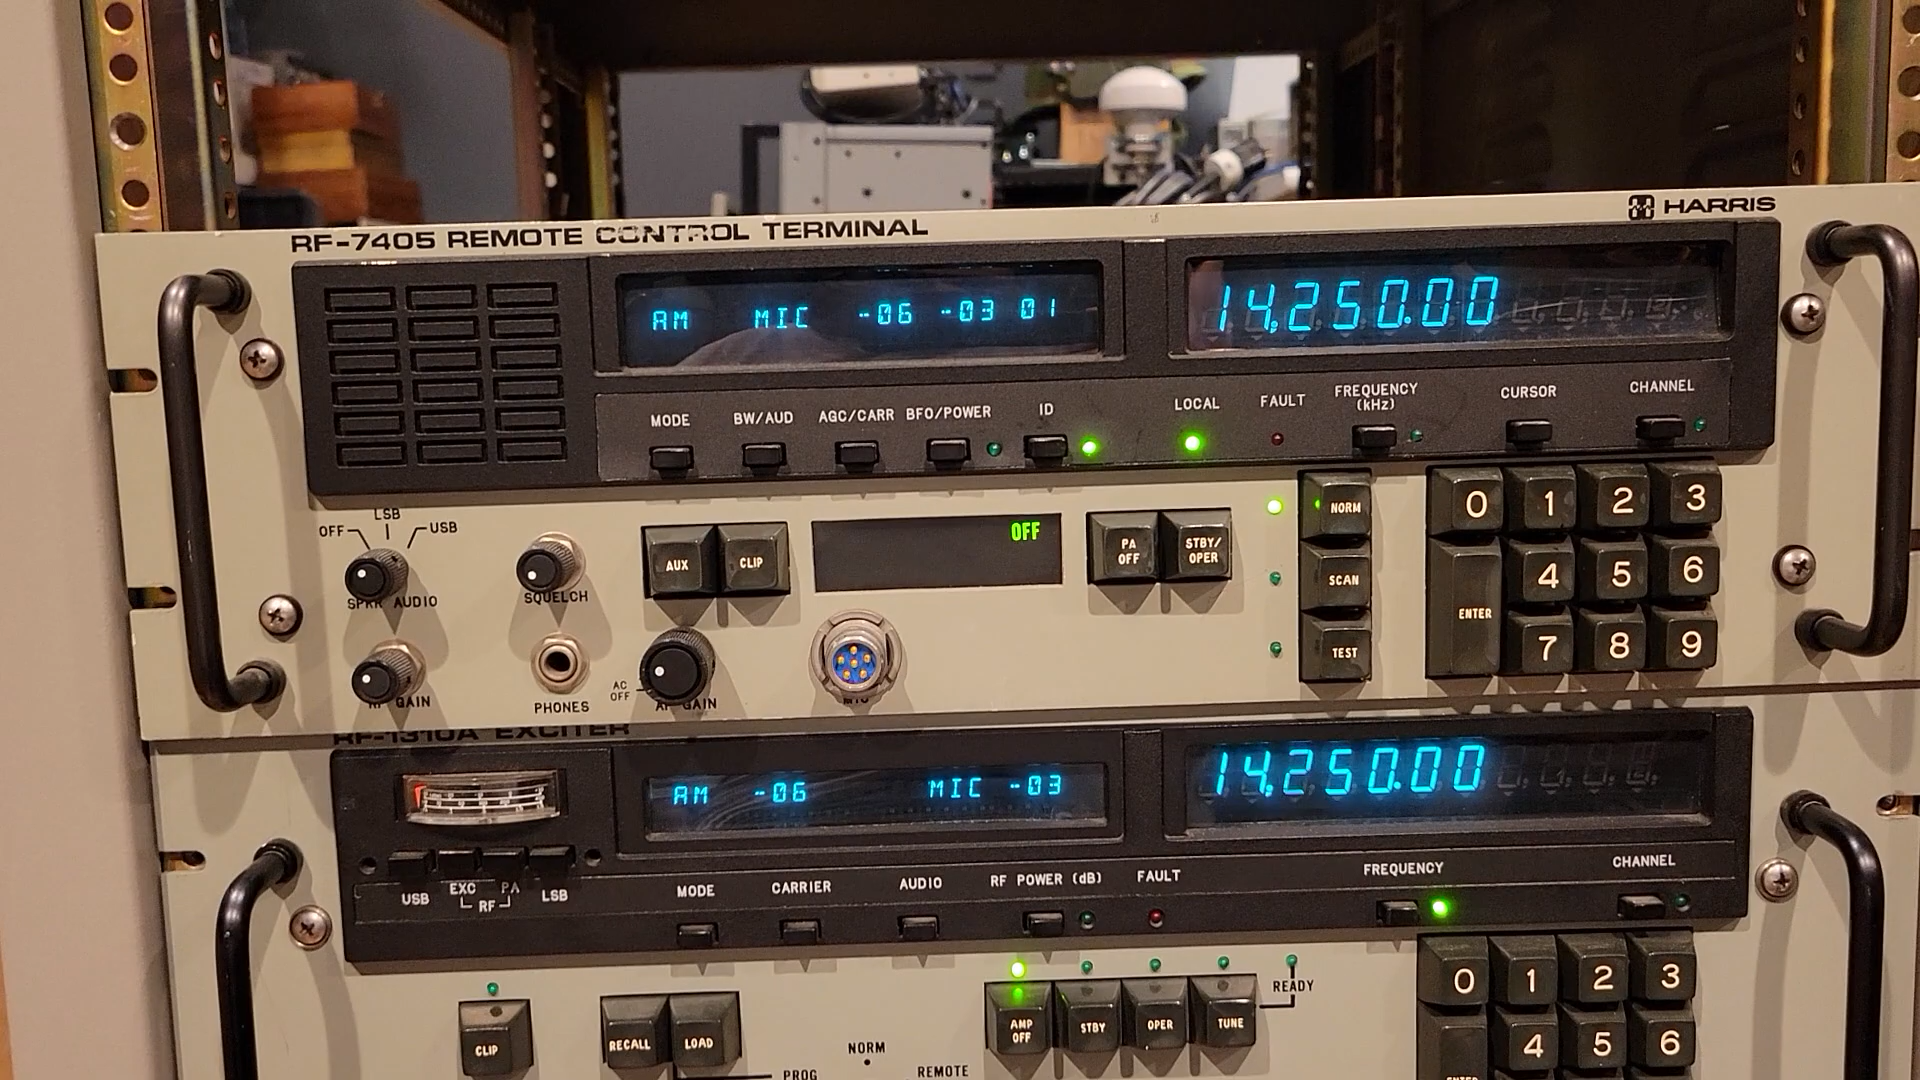 RF-7405 REMOTE CONTROL TERMINAL
HARRIS
AM MIC -06 -03 01
14,250.00
MODE BW/AUD AGC/CARR BFO/POWER ID
LOCAL FAULT FREQUENCY (kHz) CURSOR CHANNEL
OFF LSB USB
SPKR AUDIO
SQUELCH
AUX CLIP
OFF
PA OFF
STBY/ OPER
NORM
SCAN
TEST
0 1 2 3
ENTER 4 5 6
7 8 9
RF GAIN
PHONES
AC OFF
AF GAIN
MIC
RF-1310A EXCITER
AM -06 MIC -03
14,250.00
USB EXC PA LSB
RF
MODE CARRIER AUDIO RF POWER (dB) FAULT
FREQUENCY CHANNEL
CLIP
RECALL LOAD
PROG
NORM
REMOTE
AMP OFF
STBY
OPER
TUNE
READY
0 1 2 3
4 5 6
ENTER